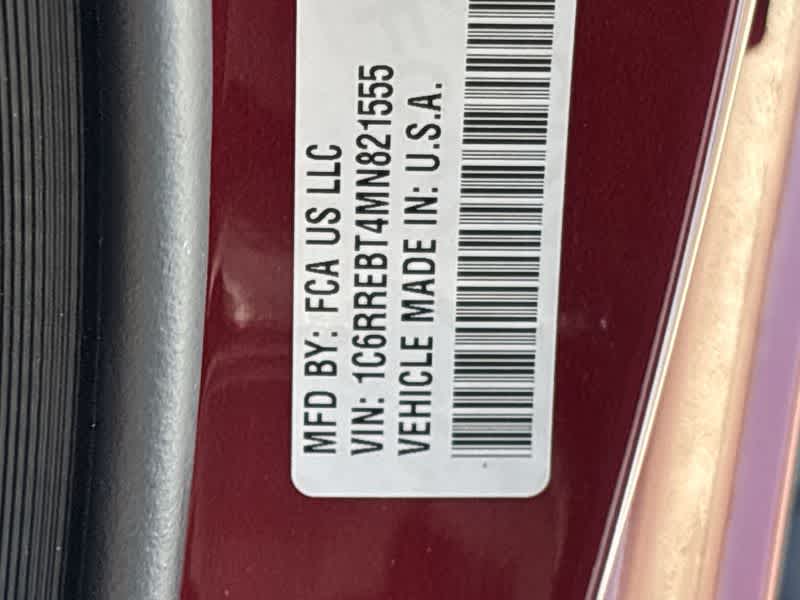 MFD BY: FCA US LLC
VIN: 1C6RREBT4MN821555
VEHICLE MADE IN: U.S.A.